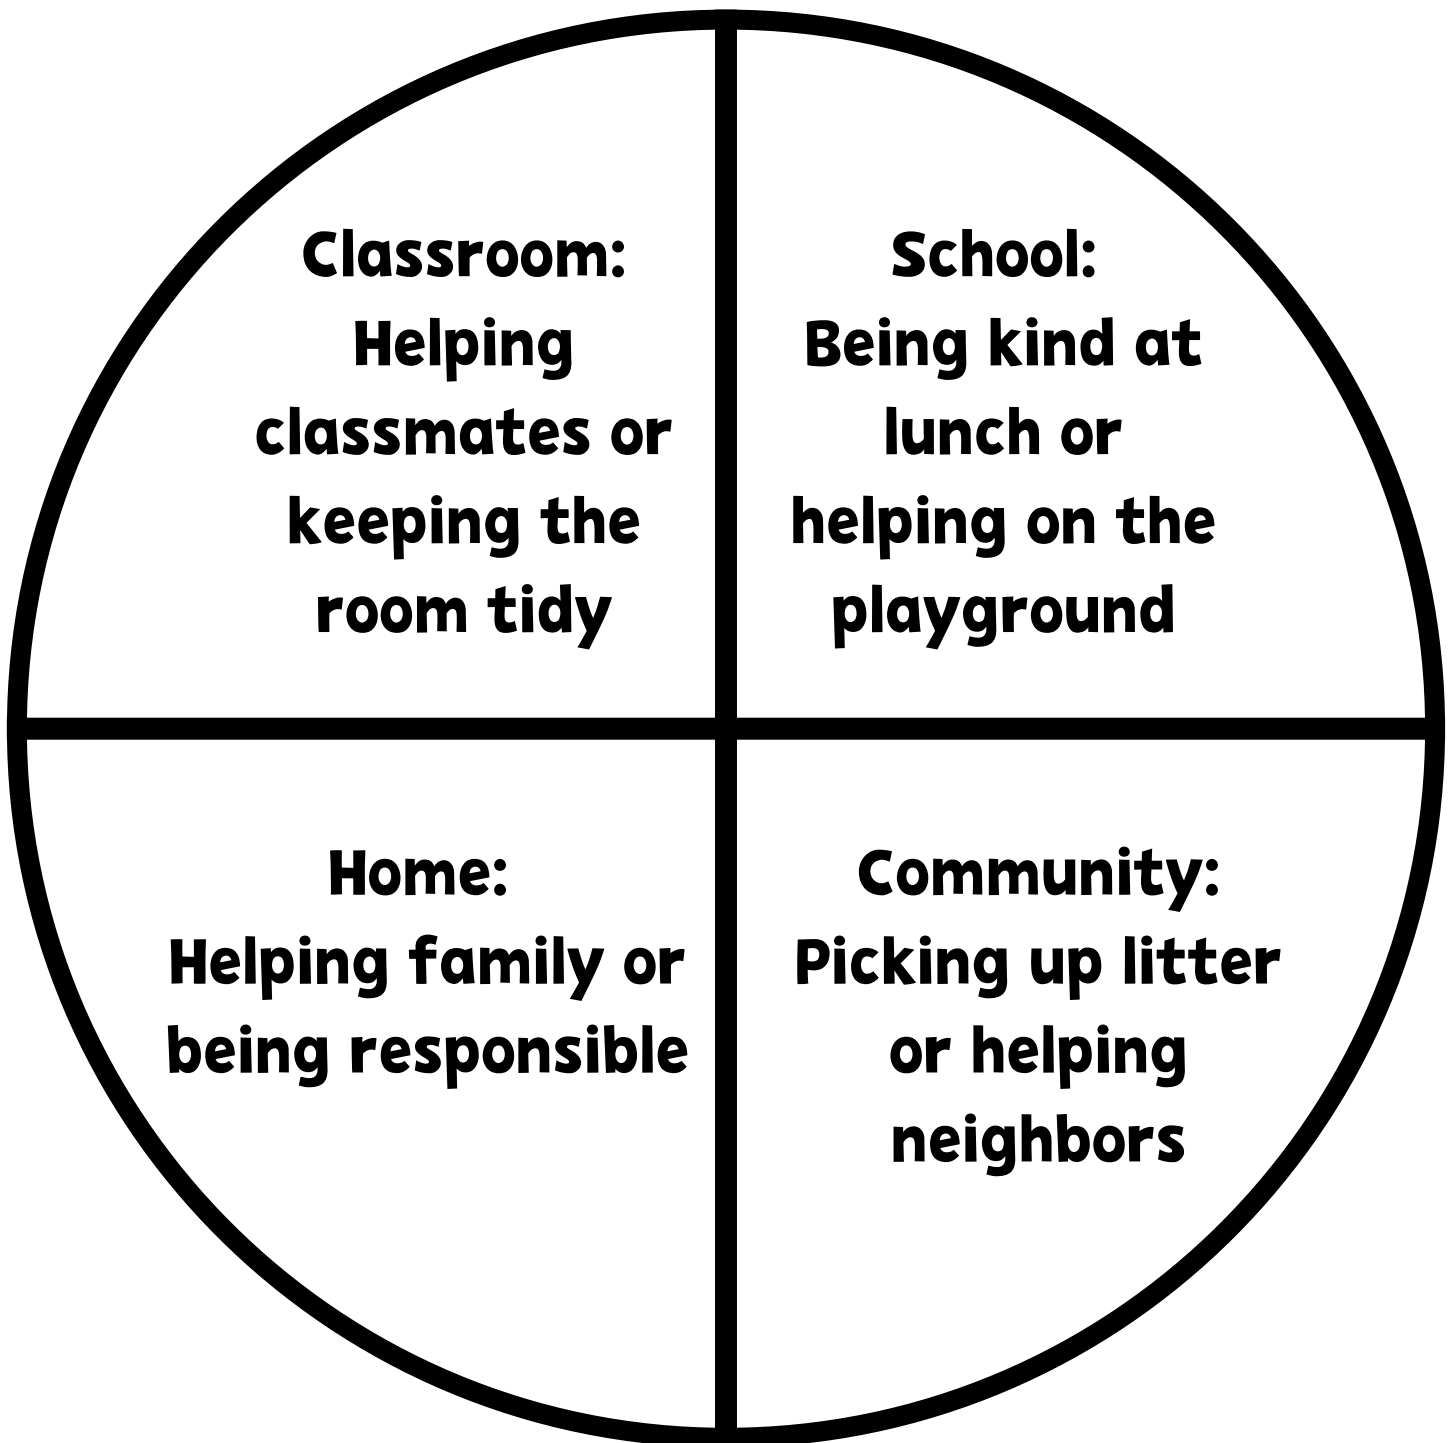 Classroom:
Helping
classmates or
keeping the
room tidy
School:
Being kind at
lunch or
helping on the
playground
Home:
Helping family or
being responsible
Community:
Picking up litter
or helping
neighbors